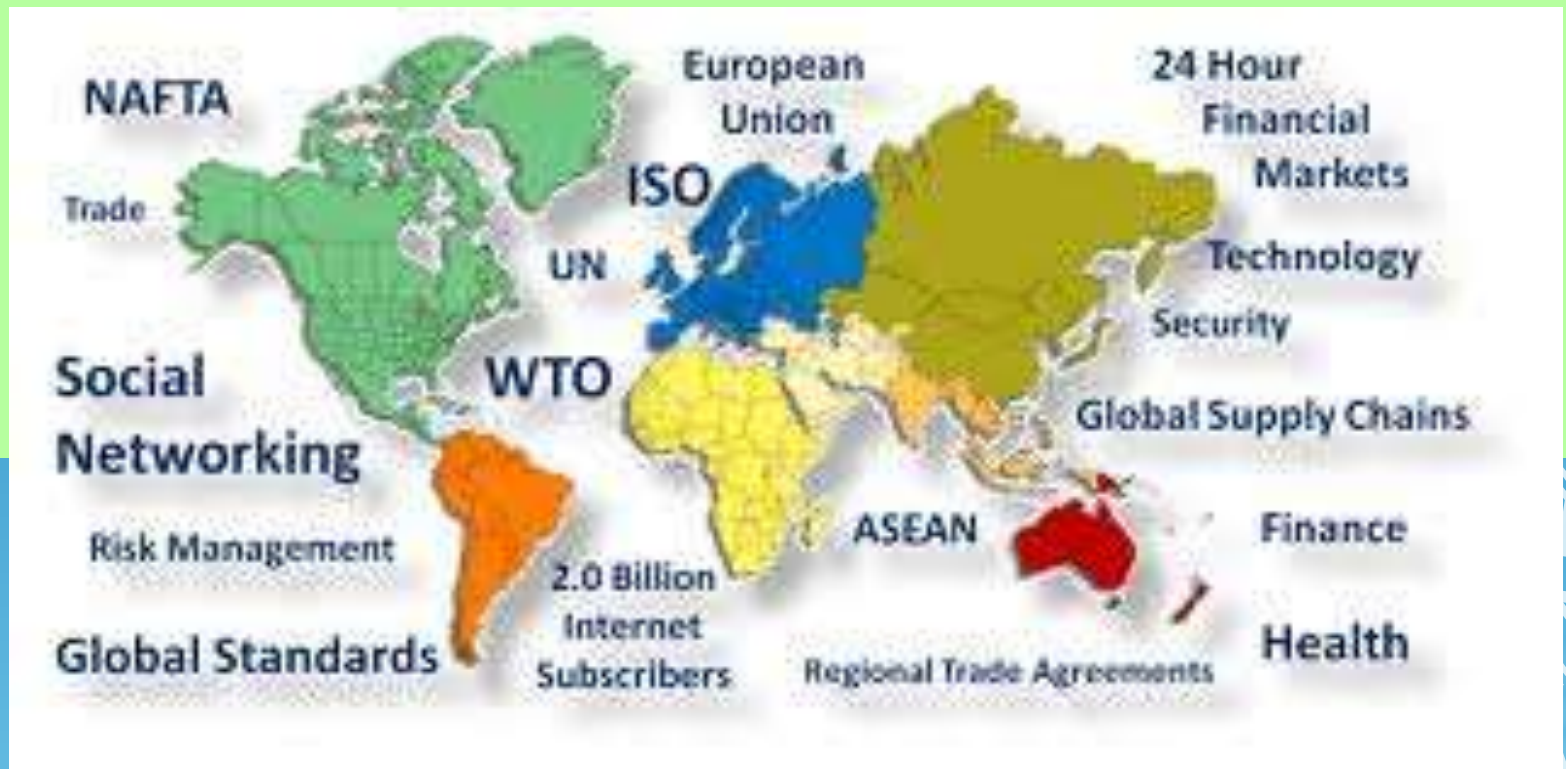 NAFTA
Trade
Social
Networking
Risk Management
Global Standards
European
Union
ISO
UN
WTO
2.0 Billion
Internet
Subscribers
ASEAN
Regional Trade Agreements
24 Hour
Financial
Markets
Technology
Security
Global Supply Chains
Finance
Health